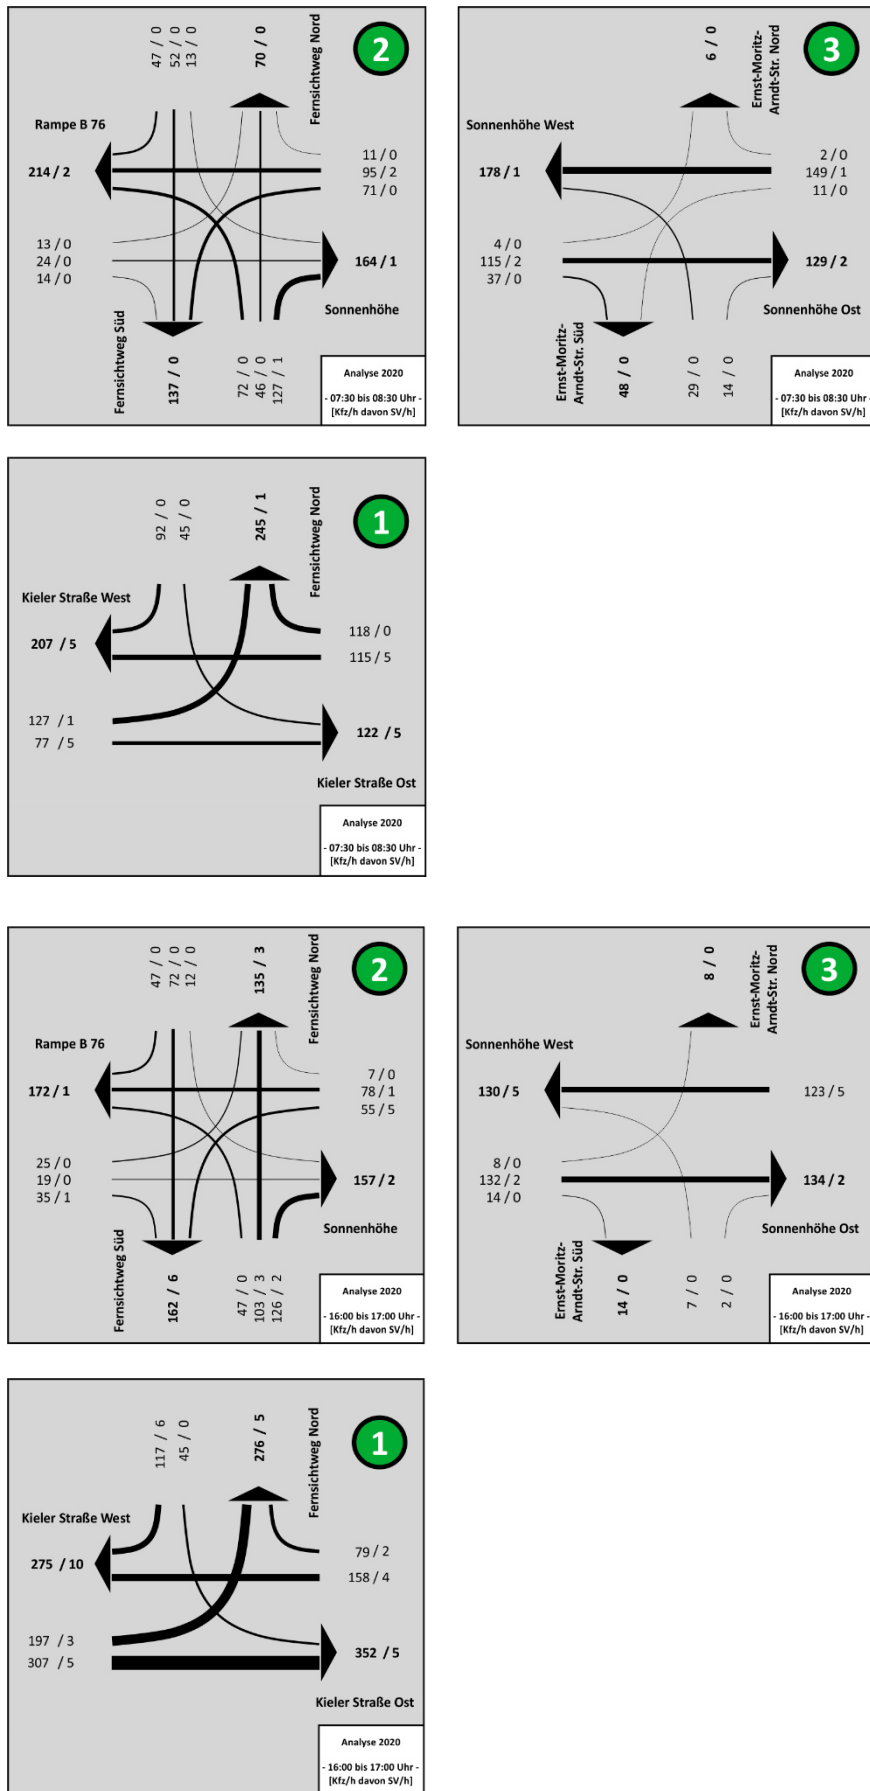 47 / 0
52 / 0
13 / 0
70 / 0
Fernsichtweg Nord
2
Rampe B 76
214 / 2
11 / 0
95 / 2
71 / 0
13 / 0
24 / 0
14 / 0
164 / 1
Sonnenhöhe
Fernsichtweg Süd
137 / 0
72 / 0
46 / 0
127 / 1
Analyse 2020
- 07:30 bis 08:30 Uhr -
[Kfz/h davon SV/h]
6 / 0
Ernst-Moritz-
Arndt-Str. Nord
3
Sonnenhöhe West
178 / 1
2 / 0
149 / 1
11 / 0
4 / 0
115 / 2
37 / 0
129 / 2
Sonnenhöhe Ost
Ernst-Moritz-
Arndt-Str. Süd
48 / 0
29 / 0
14 / 0
Analyse 2020
- 07:30 bis 08:30 Uhr -
[Kfz/h davon SV/h]
92 / 0
45 / 0
245 / 1
Fernsichtweg Nord
1
Kieler Straße West
207 / 5
118 / 0
115 / 5
127 / 1
77 / 5
122 / 5
Kieler Straße Ost
Analyse 2020
- 07:30 bis 08:30 Uhr -
[Kfz/h davon SV/h]
47 / 0
72 / 0
12 / 0
135 / 3
Fernsichtweg Nord
2
Rampe B 76
172 / 1
7 / 0
78 / 1
55 / 5
25 / 0
19 / 0
35 / 1
157 / 2
Sonnenhöhe
Fernsichtweg Süd
162 / 6
47 / 0
103 / 3
126 / 2
Analyse 2020
- 16:00 bis 17:00 Uhr -
[Kfz/h davon SV/h]
8 / 0
Ernst-Moritz-
Arndt-Str. Nord
3
Sonnenhöhe West
130 / 5
123 / 5
8 / 0
132 / 2
14 / 0
134 / 2
Sonnenhöhe Ost
Ernst-Moritz-
Arndt-Str. Süd
14 / 0
7 / 0
2 / 0
Analyse 2020
- 16:00 bis 17:00 Uhr -
[Kfz/h davon SV/h]
117 / 6
45 / 0
276 / 5
Fernsichtweg Nord
1
Kieler Straße West
275 / 10
79 / 2
158 / 4
197 / 3
307 / 5
352 / 5
Kieler Straße Ost
Analyse 2020
- 16:00 bis 17:00 Uhr -
[Kfz/h davon SV/h]